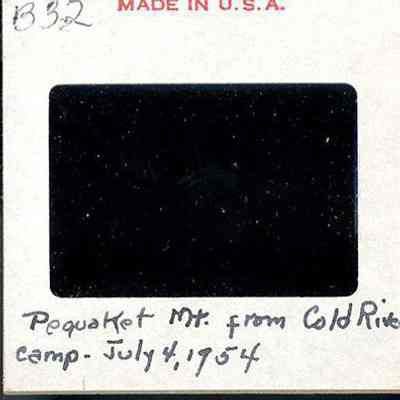 B32
MADE IN U.S.A.
Pequaket Mt. from Cold Rive
camp - July 4, 1954